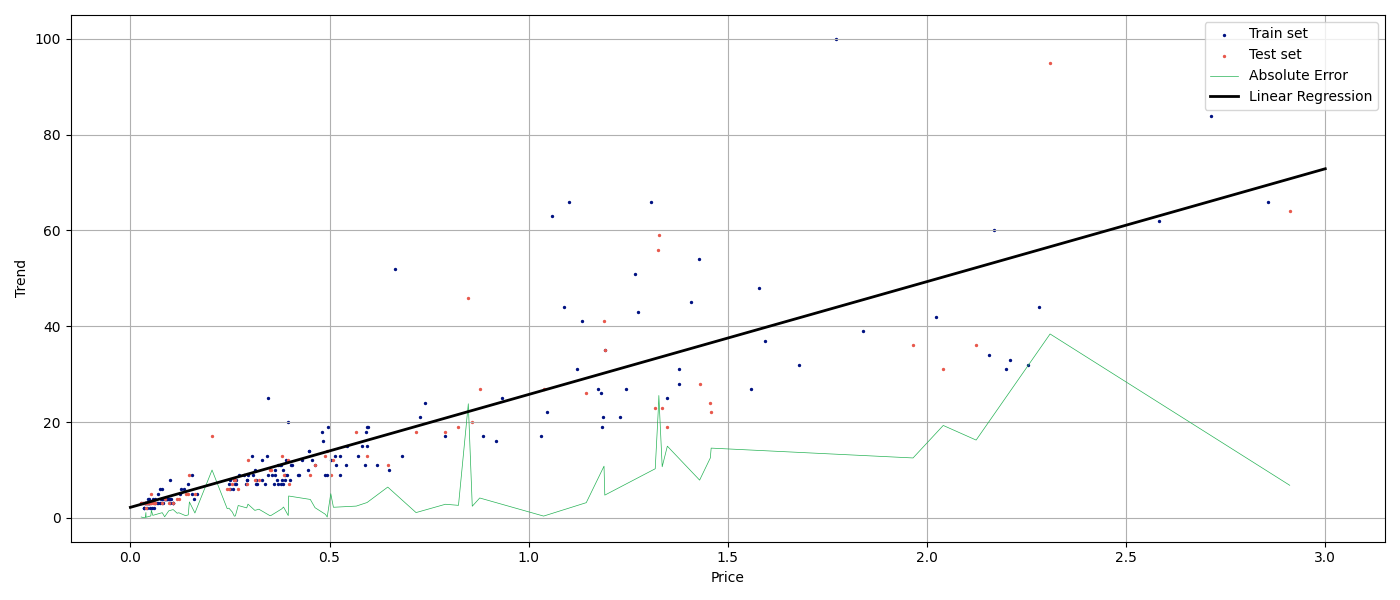 Train set
Test set
Absolute Error
Linear Regression
100
80
60
40
20
0
Trend
0.0 0.5 1.0 1.5 2.0 2.5 3.0
Price